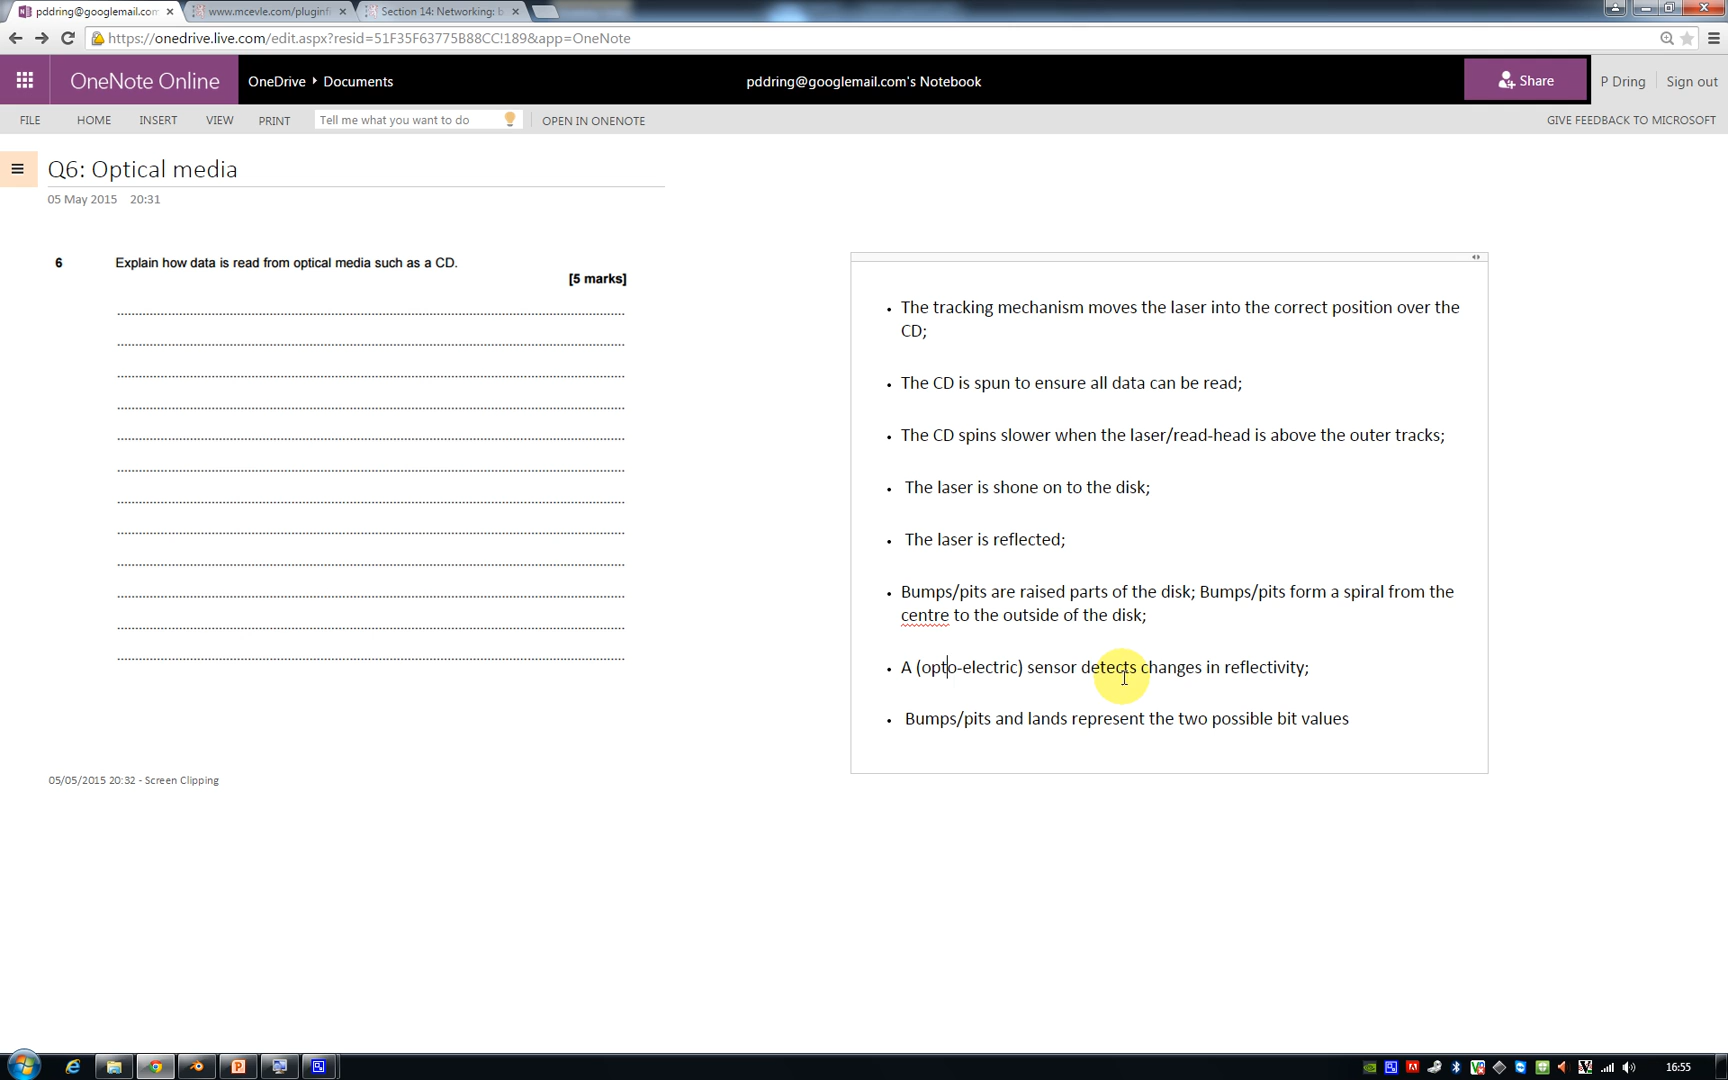 pddring@googlemail.com
www.mcevle.com/pluginfi
Section 14: Networking: b
https://onedrive.live.com/edit.aspx?resid=51F35F63775B88CC!189&app=OneNote
OneNote Online
OneDrive ▸ Documents
pddring@googlemail.com's Notebook
Share
P Dring
Sign out
FILE HOME INSERT VIEW PRINT Tell me what you want to do OPEN IN ONENOTE GIVE FEEDBACK TO MICROSOFT
Q6: Optical media
05 May 2015 20:31
6 Explain how data is read from optical media such as a CD.
[5 marks]
• The tracking mechanism moves the laser into the correct position over the
CD;
• The CD is spun to ensure all data can be read;
• The CD spins slower when the laser/read-head is above the outer tracks;
• The laser is shone on to the disk;
• The laser is reflected;
• Bumps/pits are raised parts of the disk; Bumps/pits form a spiral from the
centre to the outside of the disk;
• A (opto-electric) sensor detects changes in reflectivity;
• Bumps/pits and lands represent the two possible bit values
05/05/2015 20:32 - Screen Clipping
16:55